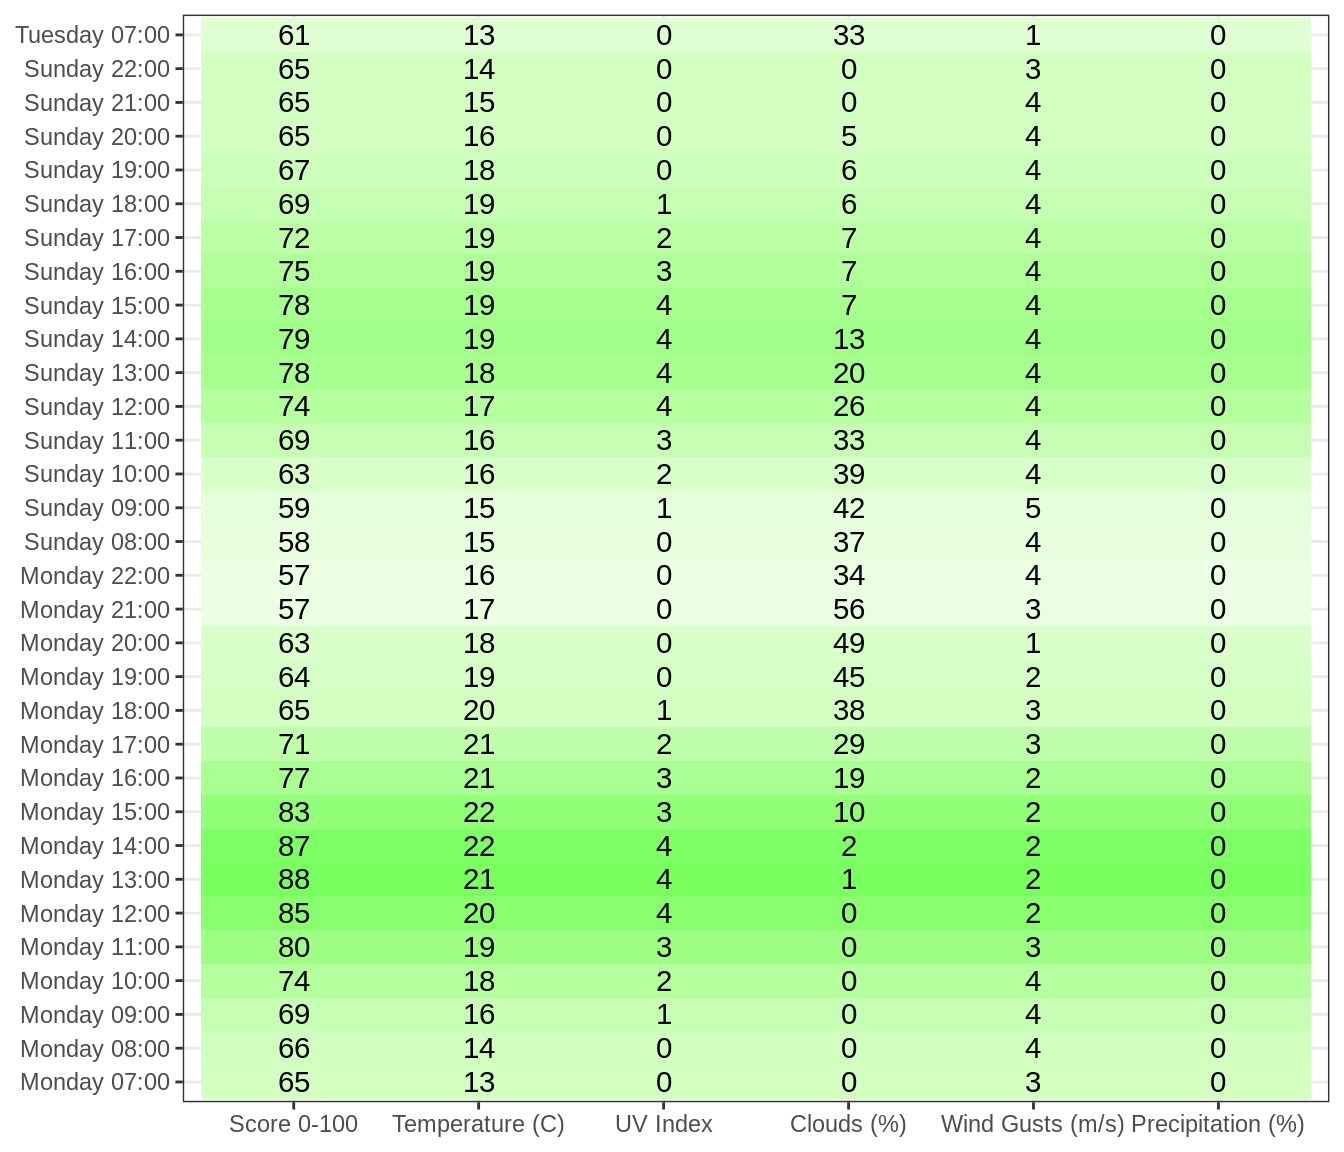 Tuesday 07:00 61 13 0 33 1 0
Sunday 22:00 65 14 0 0 3 0
Sunday 21:00 65 15 0 0 4 0
Sunday 20:00 65 16 0 5 4 0
Sunday 19:00 67 18 0 6 4 0
Sunday 18:00 69 19 1 6 4 0
Sunday 17:00 72 19 2 7 4 0
Sunday 16:00 75 19 3 7 4 0
Sunday 15:00 78 19 4 7 4 0
Sunday 14:00 79 19 4 13 4 0
Sunday 13:00 78 18 4 20 4 0
Sunday 12:00 74 17 4 26 4 0
Sunday 11:00 69 16 3 33 4 0
Sunday 10:00 63 16 2 39 4 0
Sunday 09:00 59 15 1 42 5 0
Sunday 08:00 58 15 0 37 4 0
Monday 22:00 57 16 0 34 4 0
Monday 21:00 57 17 0 56 3 0
Monday 20:00 63 18 0 49 1 0
Monday 19:00 64 19 0 45 2 0
Monday 18:00 65 20 1 38 3 0
Monday 17:00 71 21 2 29 3 0
Monday 16:00 77 21 3 19 2 0
Monday 15:00 83 22 3 10 2 0
Monday 14:00 87 22 4 2 2 0
Monday 13:00 88 21 4 1 2 0
Monday 12:00 85 20 4 0 2 0
Monday 11:00 80 19 3 0 3 0
Monday 10:00 74 18 2 0 4 0
Monday 09:00 69 16 1 0 4 0
Monday 08:00 66 14 0 0 4 0
Monday 07:00 65 13 0 0 3 0
Score 0-100 Temperature (C) UV Index Clouds (%) Wind Gusts (m/s) Precipitation (%)